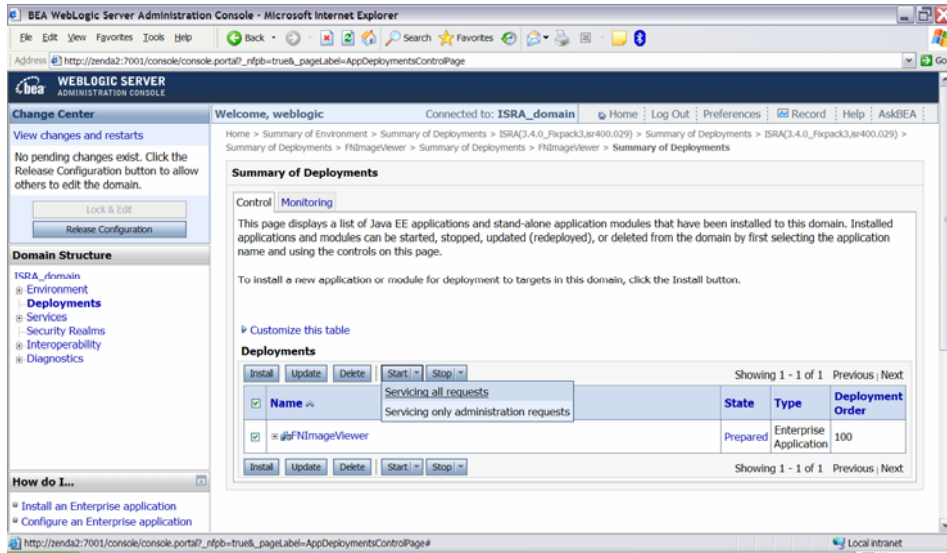 BEA WebLogic Server Administration Console - Microsoft Internet Explorer
File Edit View Favorites Tools Help
Back Search Favorites
Address http://zenda2:7001/console/console.portal?_nfpb=true&_pageLabel=AppDeploymentsControlPage Go
bea WEBLOGIC SERVER
ADMINISTRATION CONSOLE
Change Center
View changes and restarts
No pending changes exist. Click the
Release Configuration button to allow
others to edit the domain.
Lock & Edit
Release Configuration
Domain Structure
ISRA_domain
Environment
Deployments
Services
Security Realms
Interoperability
Diagnostics
How do I...
Install an Enterprise application
Configure an Enterprise application
Welcome, weblogic Connected to: ISRA_domain Home Log Out Preferences Record Help AskBEA
Home > Summary of Environment > Summary of Deployments > ISRA(3.4.0_Fixpack3,isr400.029) > Summary of Deployments > ISRA(3.4.0_Fixpack3,isr400.029) >
Summary of Deployments > FNImageViewer > Summary of Deployments > FNImageViewer > Summary of Deployments
Summary of Deployments
Control Monitoring
This page displays a list of Java EE applications and stand-alone application modules that have been installed to this domain. Installed
applications and modules can be started, stopped, updated (redeployed), or deleted from the domain by first selecting the application
name and using the controls on this page.
To install a new application or module for deployment to targets in this domain, click the Install button.
Customize this table
Deployments
Install Update Delete Start Stop Showing 1 - 1 of 1 Previous | Next
Servicing all requests
Servicing only administration requests
Name State Type Deployment Order
FNImageViewer Prepared Enterprise Application 100
Install Update Delete Start Stop Showing 1 - 1 of 1 Previous | Next
http://zenda2:7001/console/console.portal?_nfpb=true&_pageLabel=AppDeploymentsControlPage# Local intranet